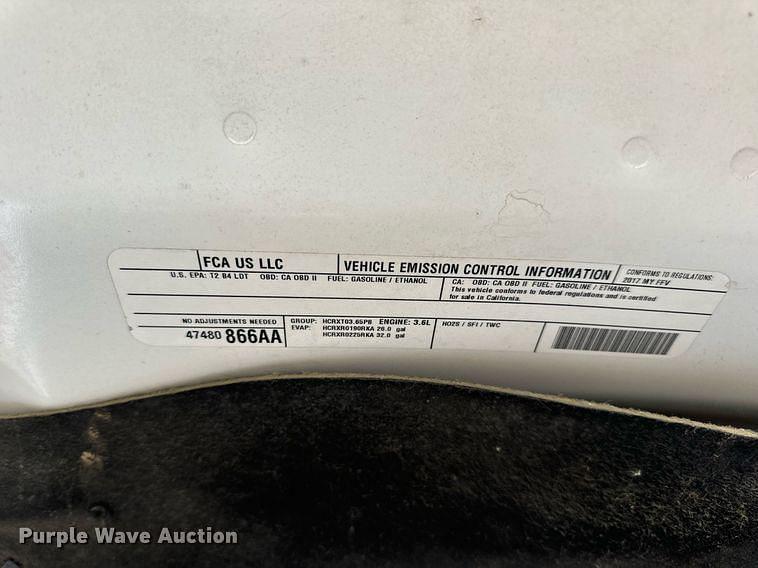 FCA US LLC
VEHICLE EMISSION CONTROL INFORMATION
CONFORMS TO REGULATIONS:
2017 MY FFV
U.S. EPA: T2 B4 LDT OBD: CA OBD II FUEL: GASOLINE / ETHANOL
CA: OBD: CA OBD II FUEL: GASOLINE / ETHANOL
This vehicle conforms to federal regulations and is certified
for sale in California.
NO ADJUSTMENTS NEEDED
47480 866AA
GROUP: HCRXT03.65P8 ENGINE: 3.6L
EVAP: HCRXR0190RKA 26.0 gal
HCRXR0225RKA 32.0 gal
HO2S / SFI / TWC
Purple Wave Auction